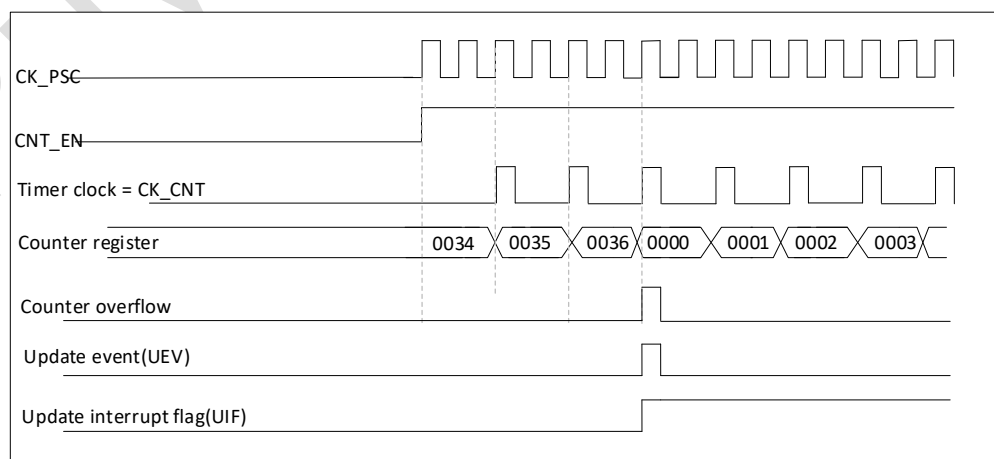 CK_PSC
CNT_EN
Timer clock = CK_CNT
Counter register 0034 0035 0036 0000 0001 0002 0003
Counter overflow
Update event(UEV)
Update interrupt flag(UIF)